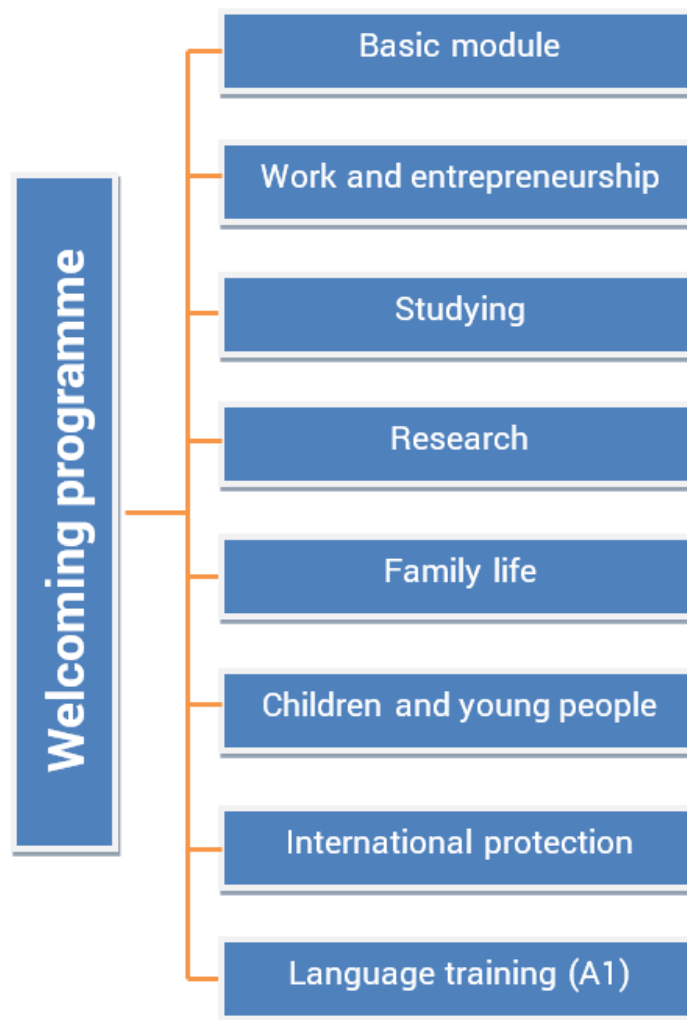 Welcoming programme
Basic module
Work and entrepreneurship
Studying
Research
Family life
Children and young people
International protection
Language training (A1)